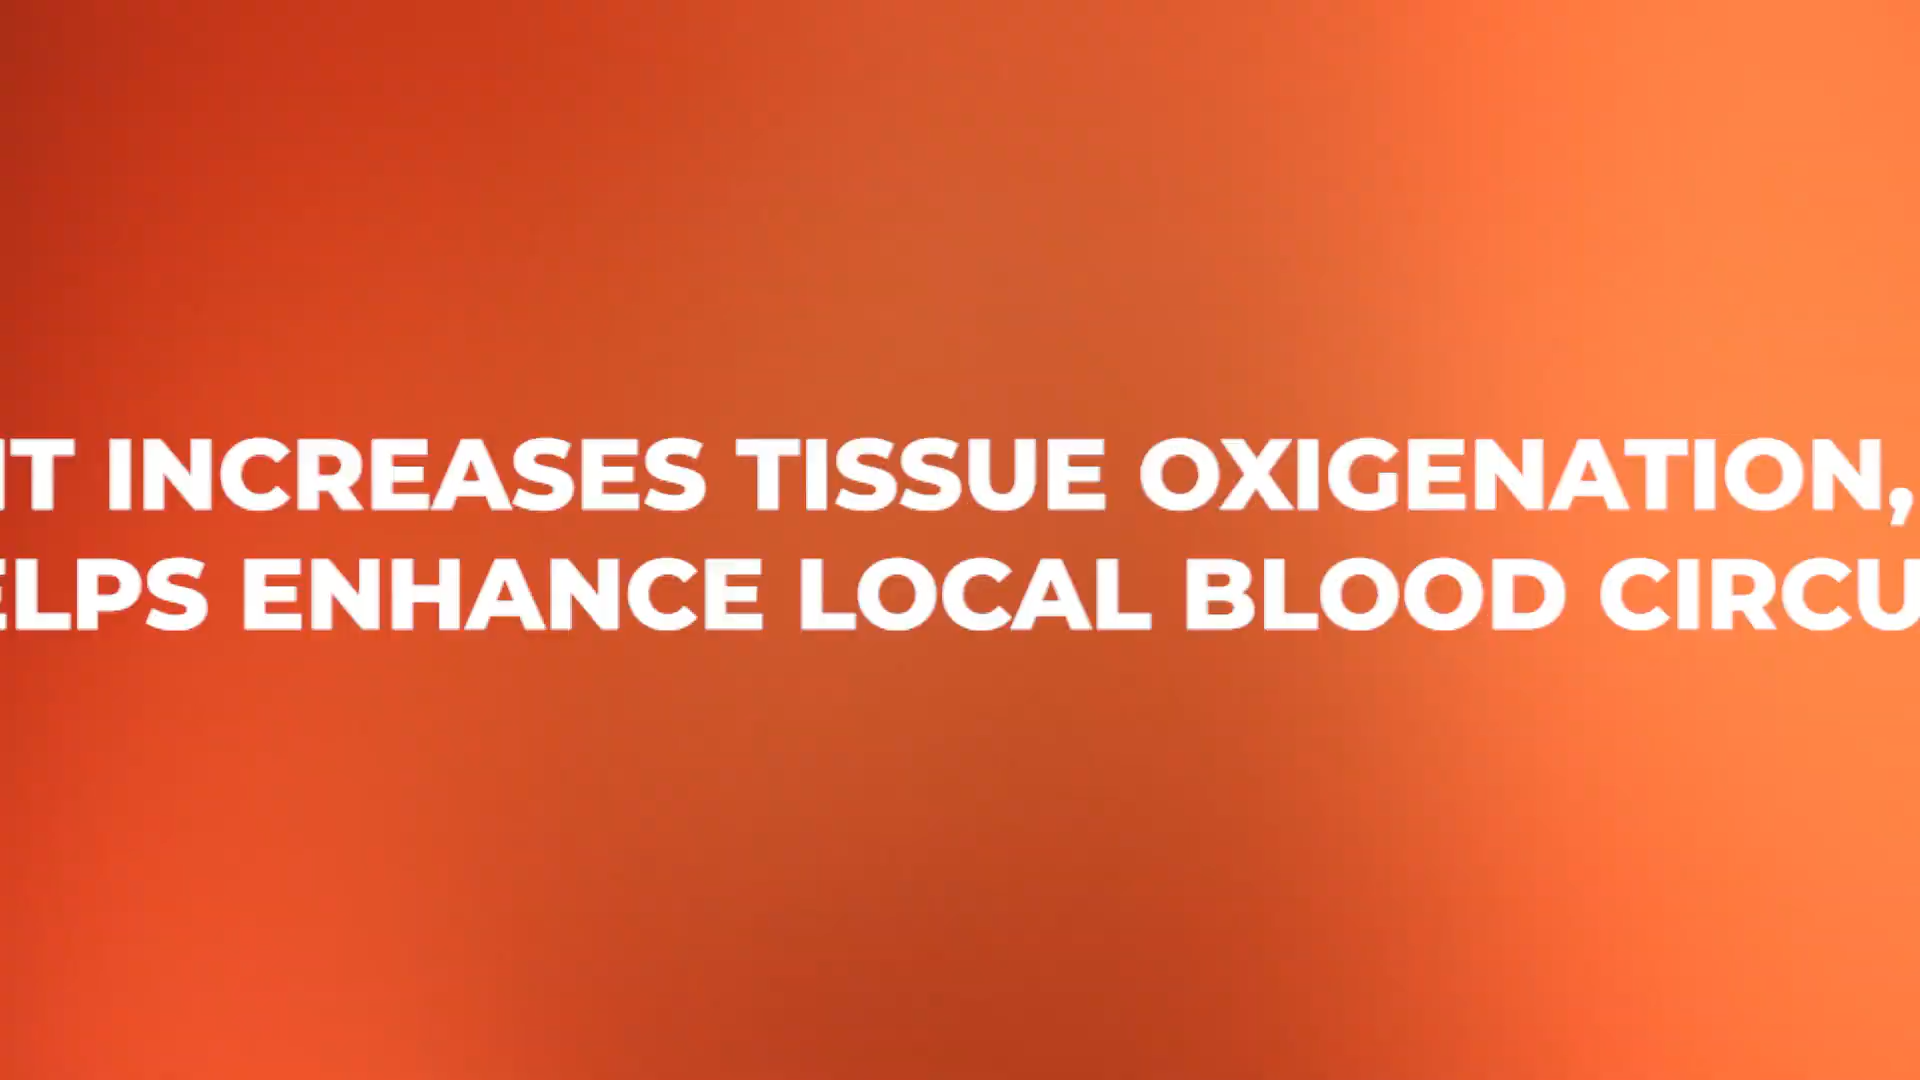 IT INCREASES TISSUE OXIGENATION,
ELPS ENHANCE LOCAL BLOOD CIRCU